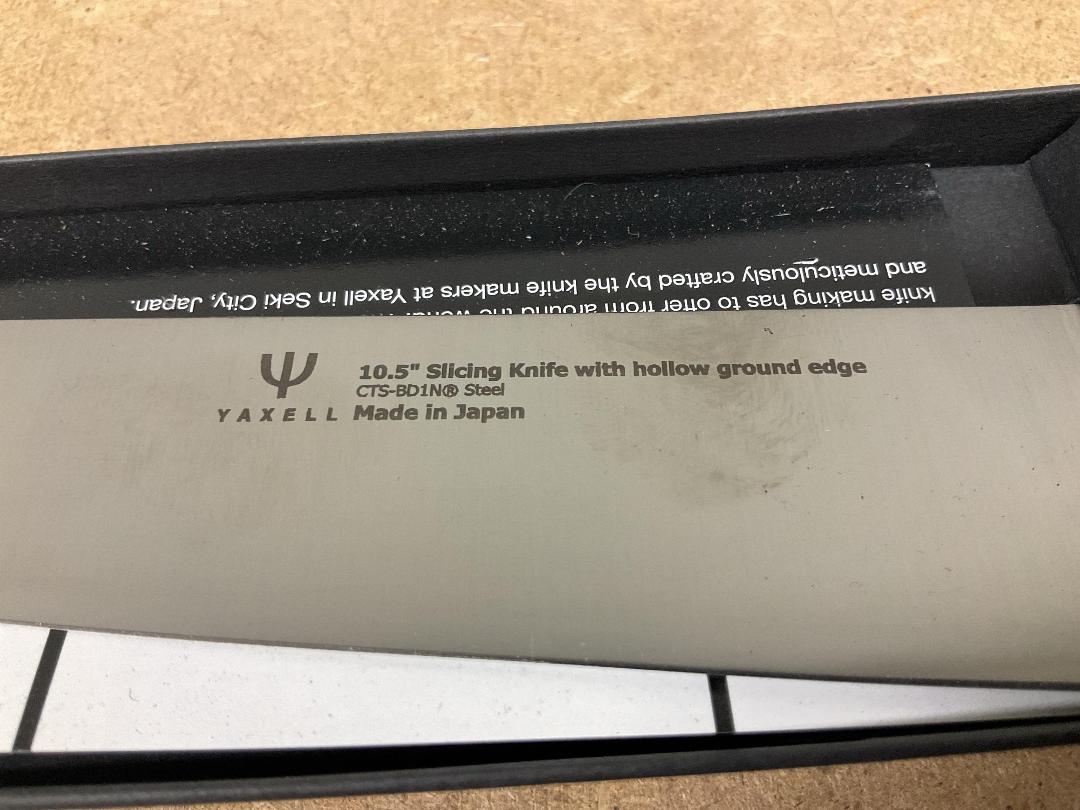 10.5" Slicing Knife with hollow ground edge
CTS-BD1N® Steel
YAXELL Made in Japan
knife making has to offer from around the
and meticulously crafted by the knife makers at Yaxell in Seki City, Japan.